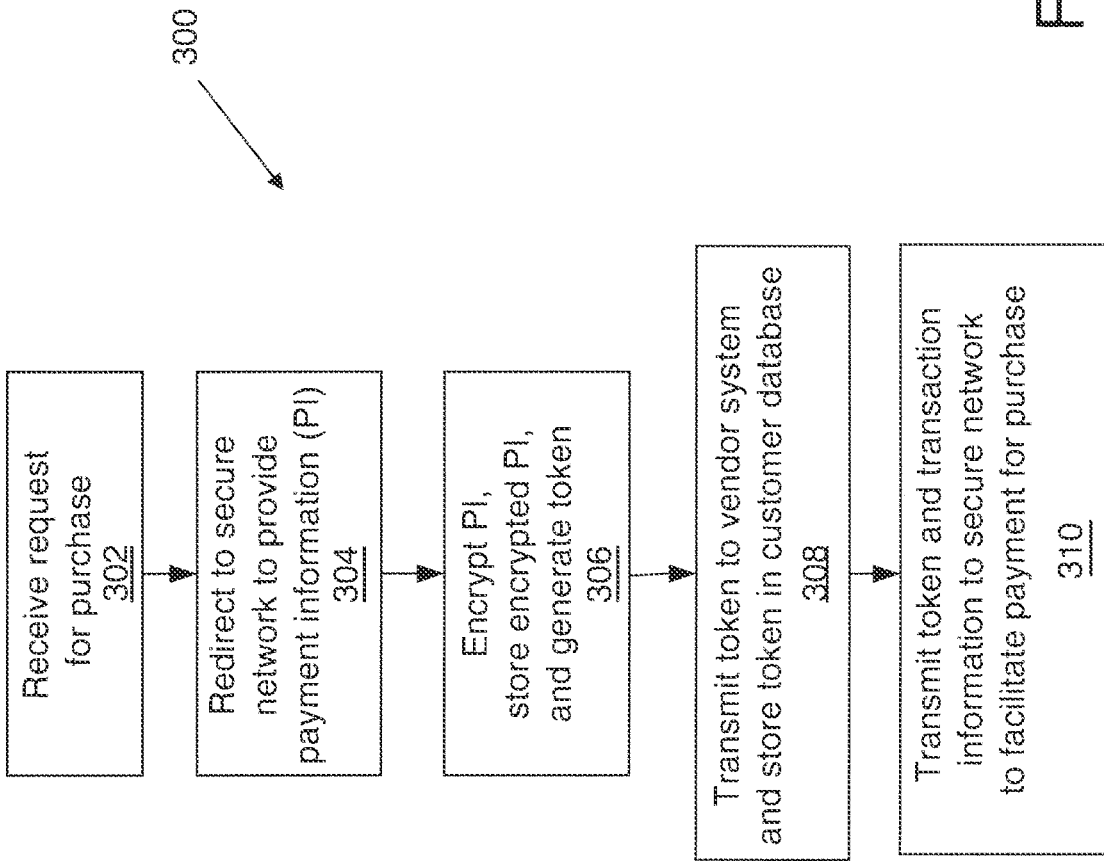 300
Receive request
for purchase
302
Redirect to secure
network to provide
payment information (PI)
304
Encrypt PI,
store encrypted PI,
and generate token
306
Transmit token to vendor system
and store token in customer database
308
Transmit token and transaction
information to secure network
to facilitate payment for purchase
310